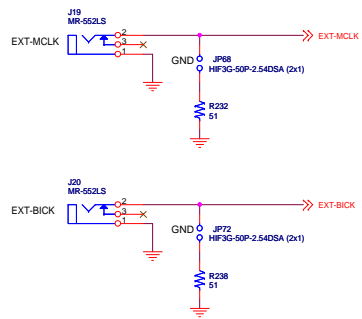 J19
MR-552LS
EXT-MCLK
2
3
1
GND
JP68
HIF3G-50P-2.54DSA (2x1)
EXT-MCLK
R232
51
J20
MR-552LS
EXT-BICK
2
3
1
GND
JP72
HIF3G-50P-2.54DSA (2x1)
EXT-BICK
R238
51